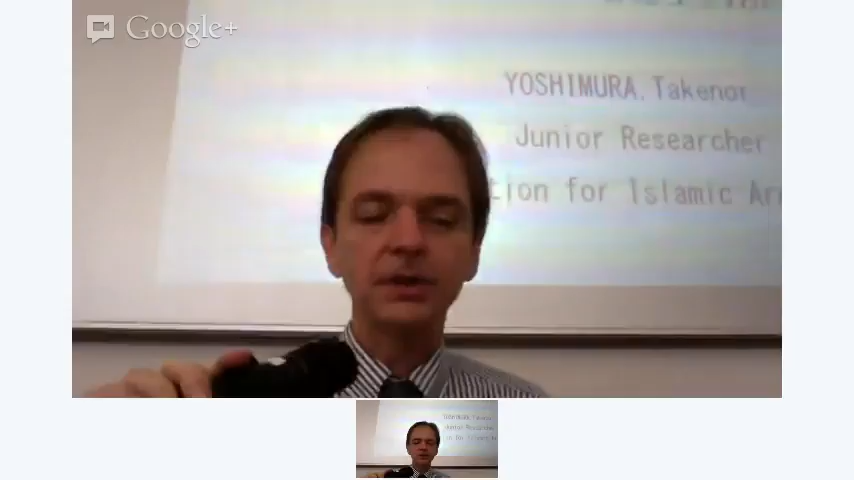 Google+
YOSHIMURA, Takenor
Junior Researcher
tion for Islamic Ar